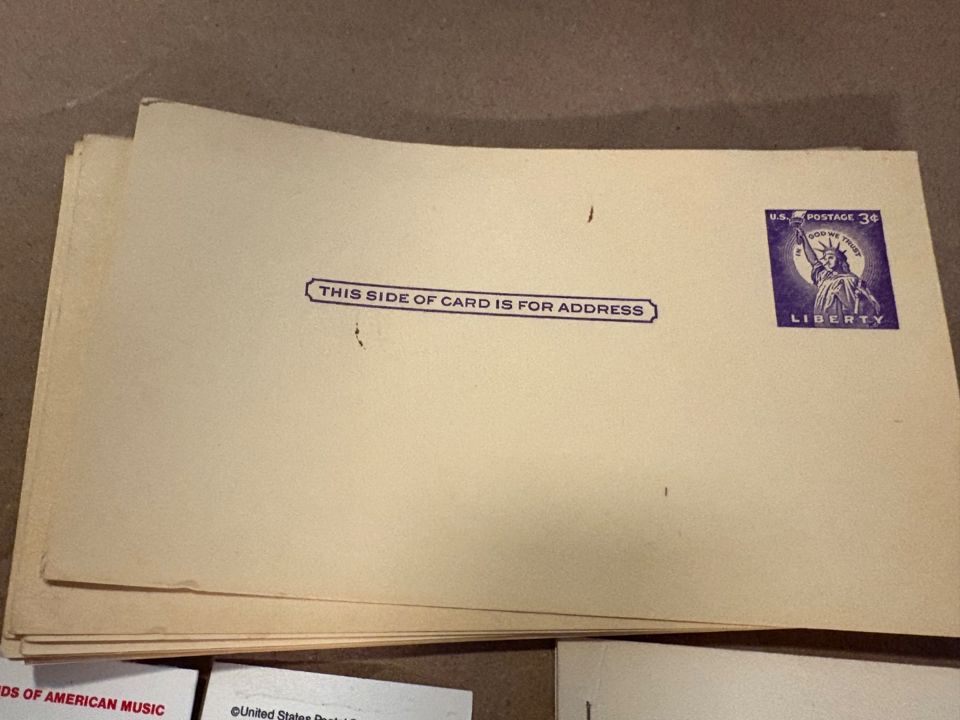 U.S. POSTAGE 3¢
IN GOD WE TRUST
LIBERTY
THIS SIDE OF CARD IS FOR ADDRESS
OF AMERICAN MUSIC
©United States